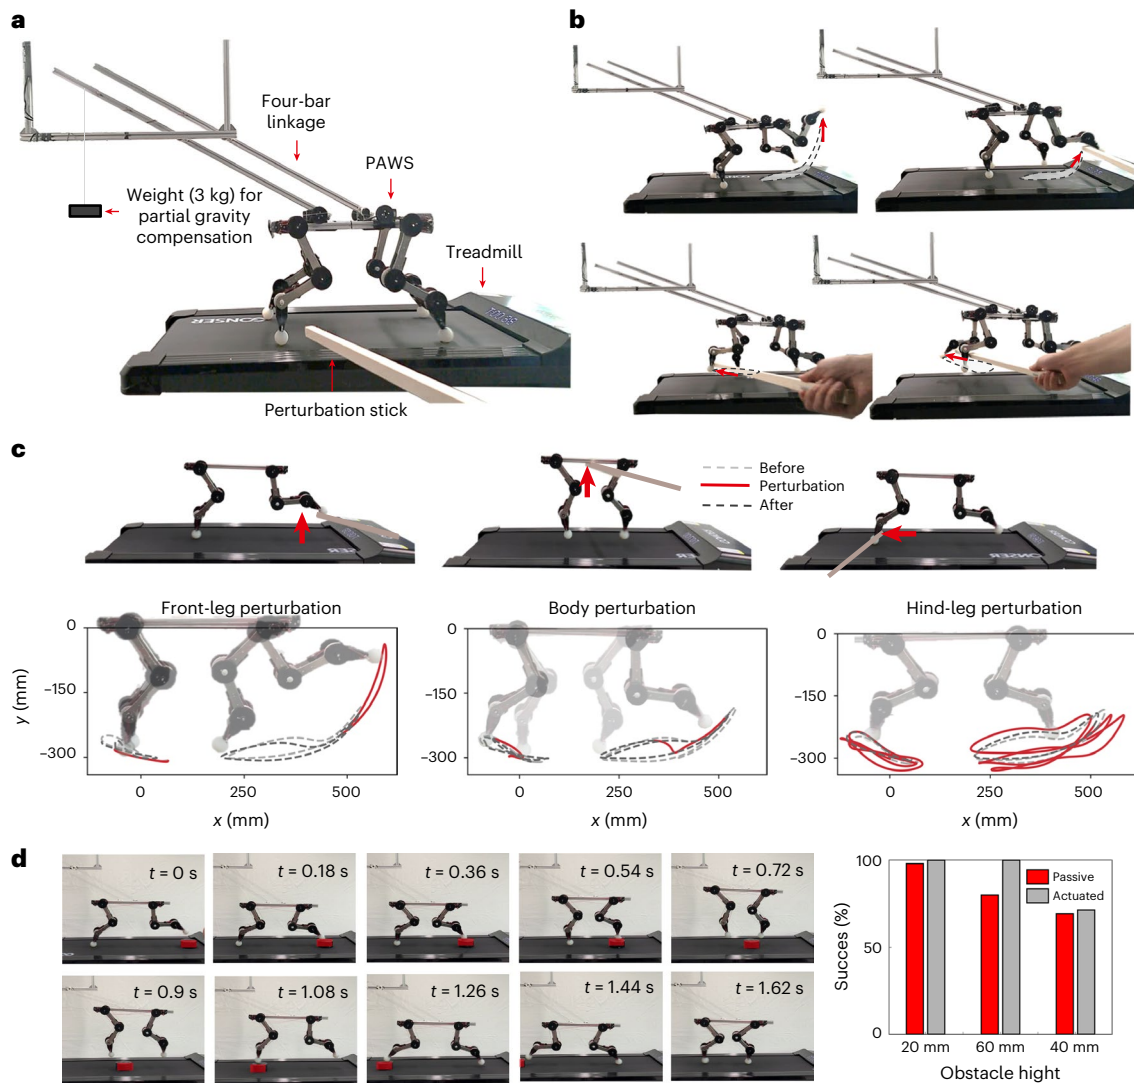 a
Four-bar
linkage
PAWS
Weight (3 kg) for
partial gravity
compensation
Treadmill
Perturbation stick
b
c
Before
Perturbation
After
Front-leg perturbation
Body perturbation
Hind-leg perturbation
y (mm)
0
−150
−300
0
250
500
x (mm)
0
−150
−300
0
250
500
x (mm)
0
−150
−300
0
250
500
x (mm)
d
t = 0 s
t = 0.18 s
t = 0.36 s
t = 0.54 s
t = 0.72 s
t = 0.9 s
t = 1.08 s
t = 1.26 s
t = 1.44 s
t = 1.62 s
Succes (%)
100
50
0
Passive
Actuated
20 mm
60 mm
40 mm
Obstacle hight